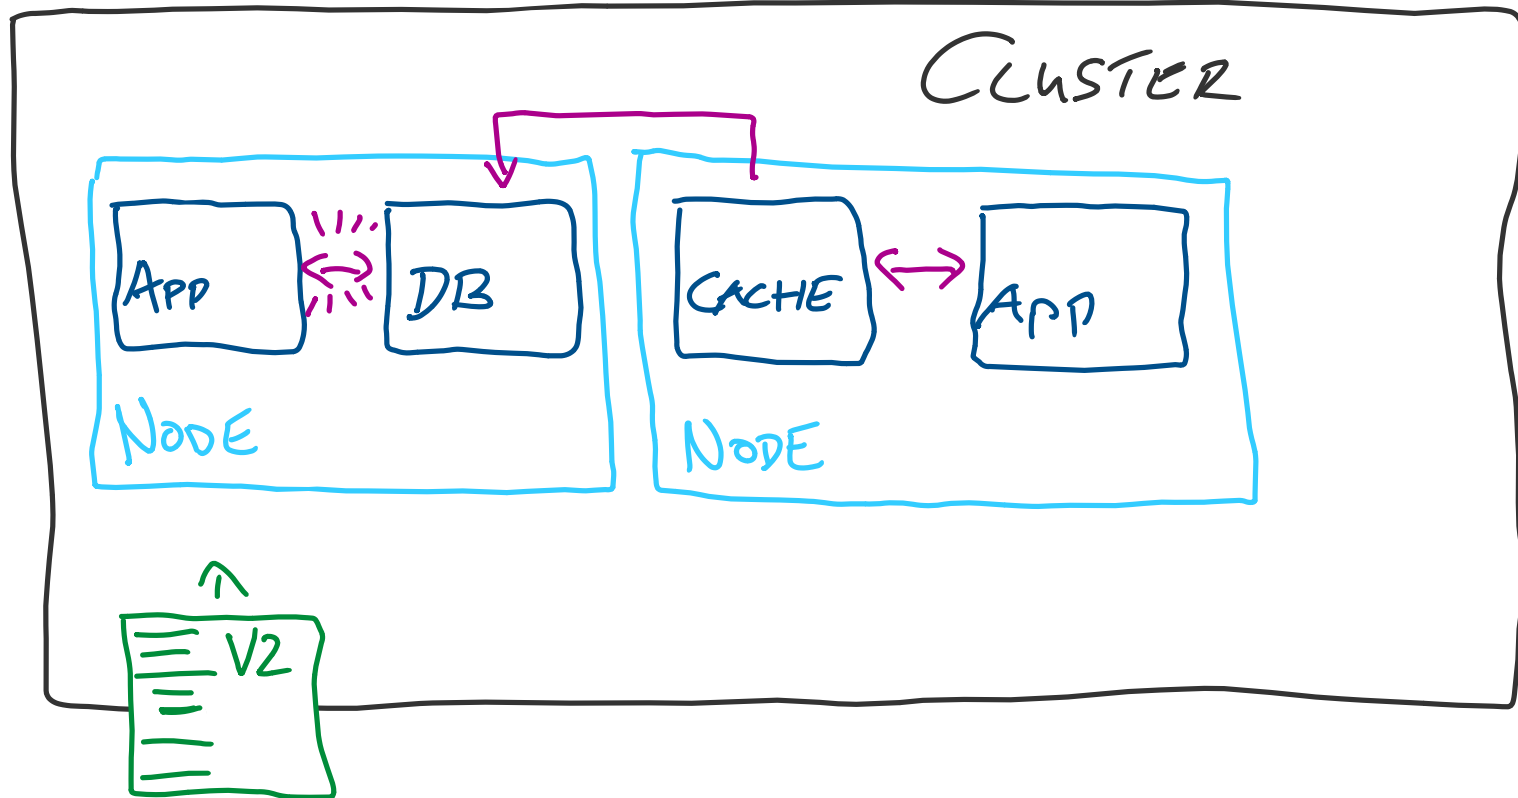 CLUSTER
APP
DB
NODE
CACHE
APP
NODE
V2